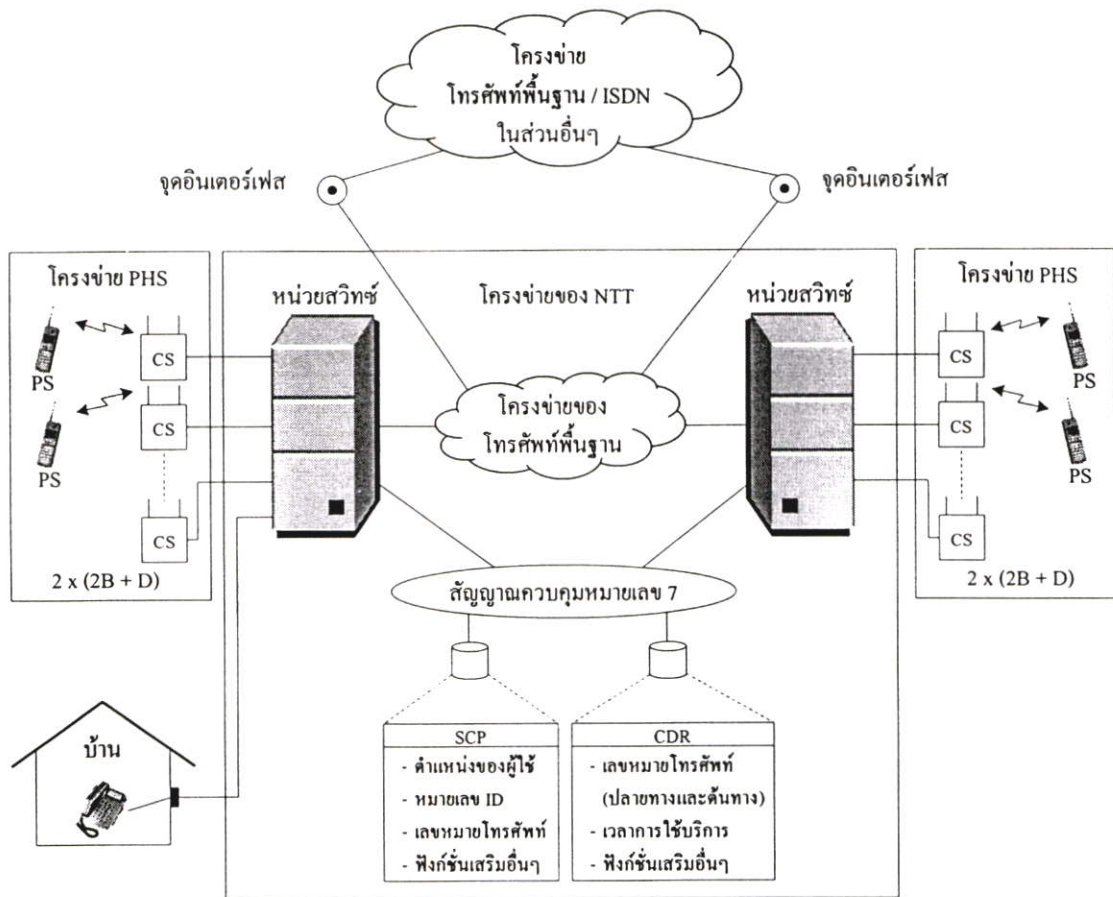 โครงข่าย
โทรศัพท์พื้นฐาน / ISDN
ในส่วนอื่นๆ
จุดอินเตอร์เฟส
จุดอินเตอร์เฟส
โครงข่าย PHS
PS
PS
CS
CS
CS
2 x (2B + D)
หน่วยสวิทซ์
โครงข่ายของ NTT
หน่วยสวิทซ์
โครงข่ายของ
โทรศัพท์พื้นฐาน
โครงข่าย PHS
CS
CS
CS
PS
PS
2 x (2B + D)
สัญญาณควบคุมหมายเลข 7
บ้าน
SCP
- ตำแหน่งของผู้ใช้
- หมายเลข ID
- เลขหมายโทรศัพท์
- ฟังก์ชั่นเสริมอื่นๆ
CDR
- เลขหมายโทรศัพท์
(ปลายทางและต้นทาง)
- เวลาการใช้บริการ
- ฟังก์ชั่นเสริมอื่นๆ